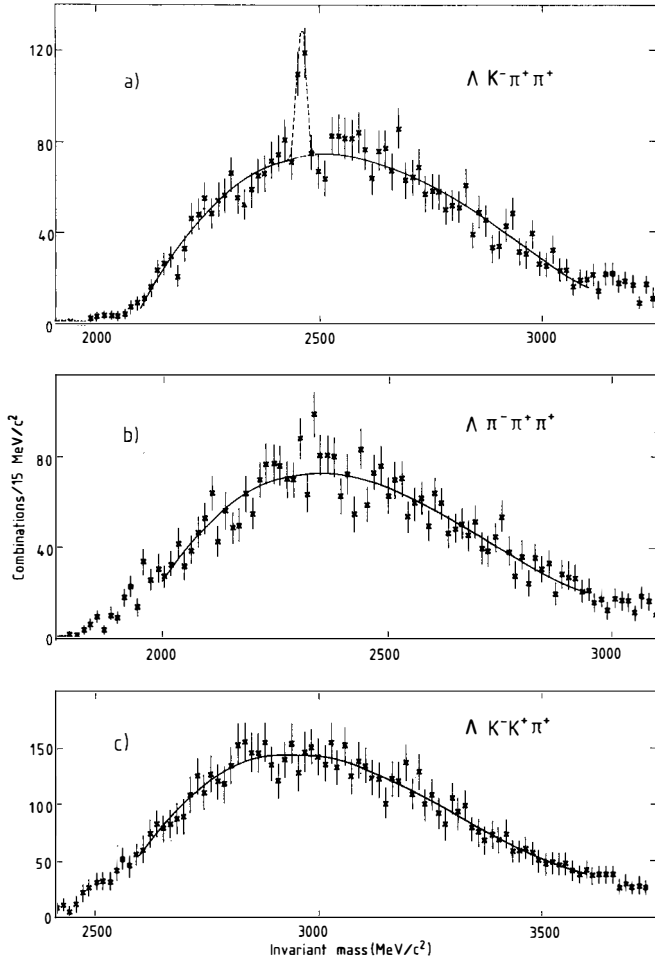 120
80
40
0
a)
Λ K⁻π⁺π⁺
2000 2500 3000
80
40
0
b)
Λ π⁻π⁺π⁺
2000 2500 3000
Combinations/15 MeV/c²
150
100
50
0
c)
Λ K⁻K⁺π⁺
2500 3000 3500
Invariant mass (MeV/c²)